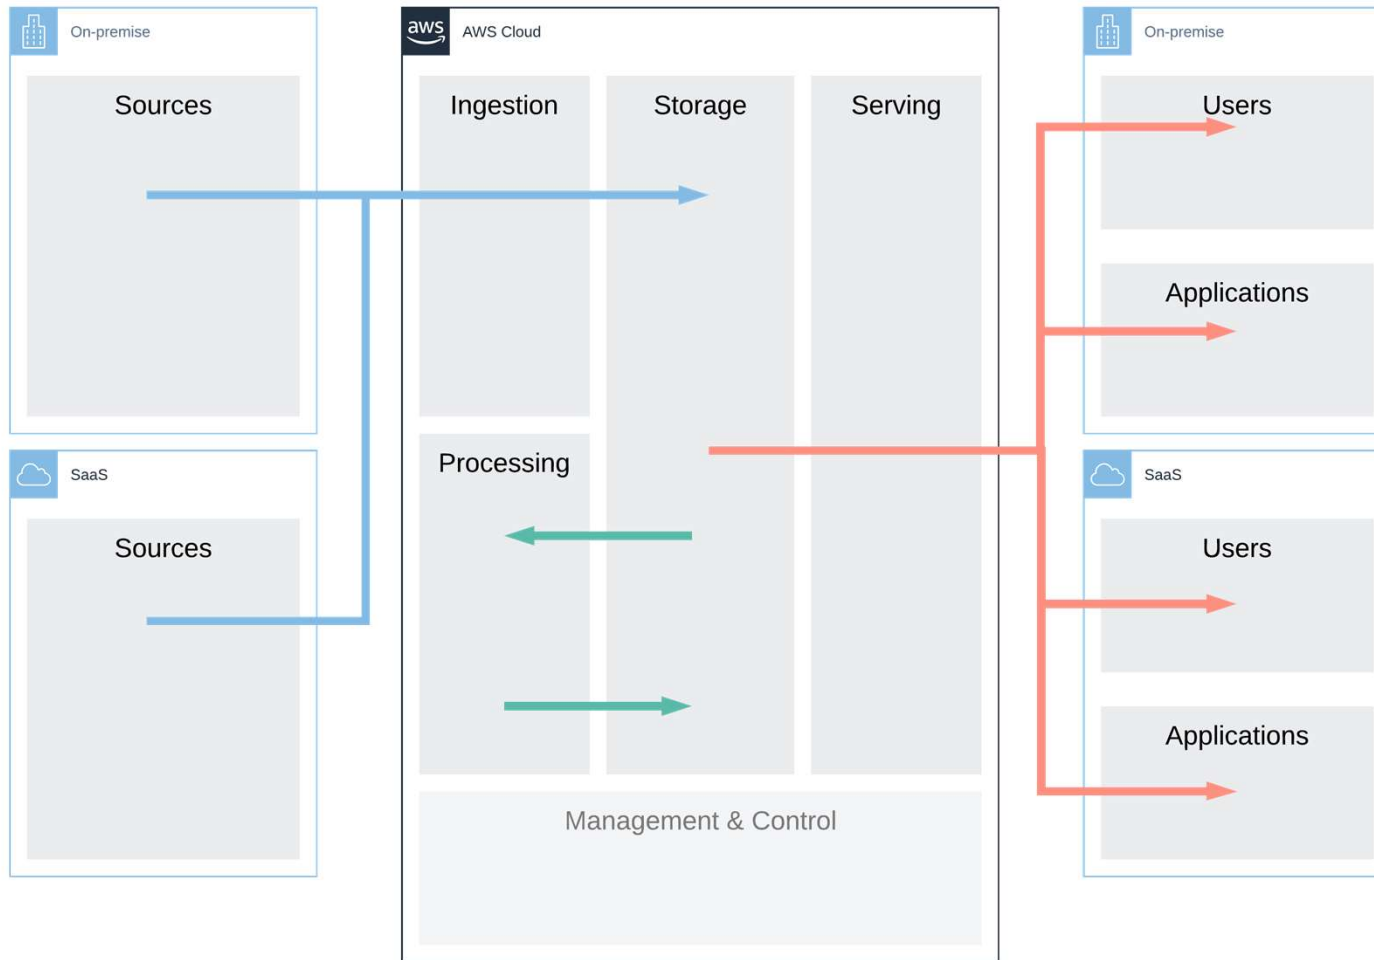 On-premise
Sources
SaaS
Sources
aws
AWS Cloud
Ingestion
Storage
Serving
Processing
Management & Control
On-premise
Users
Applications
SaaS
Users
Applications